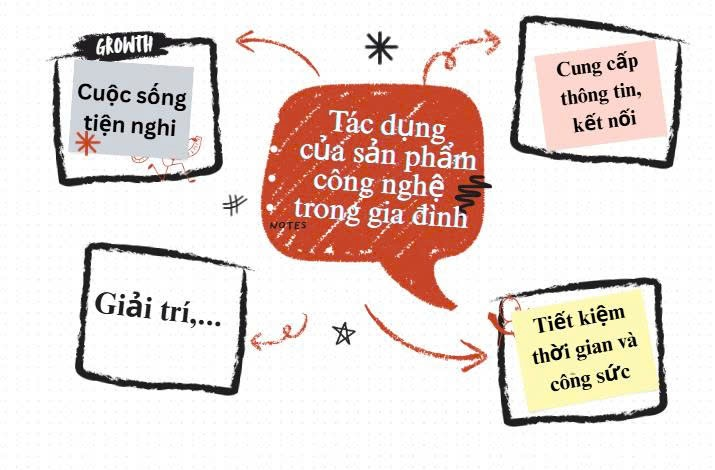 GROWTH
Cuộc sống
tiện nghi
Tác dụng
của sản phẩm
công nghệ
trong gia đình
NOTES
Cung cấp
thông tin,
kết nối
Giải trí,...
Tiết kiệm
thời gian và
công sức